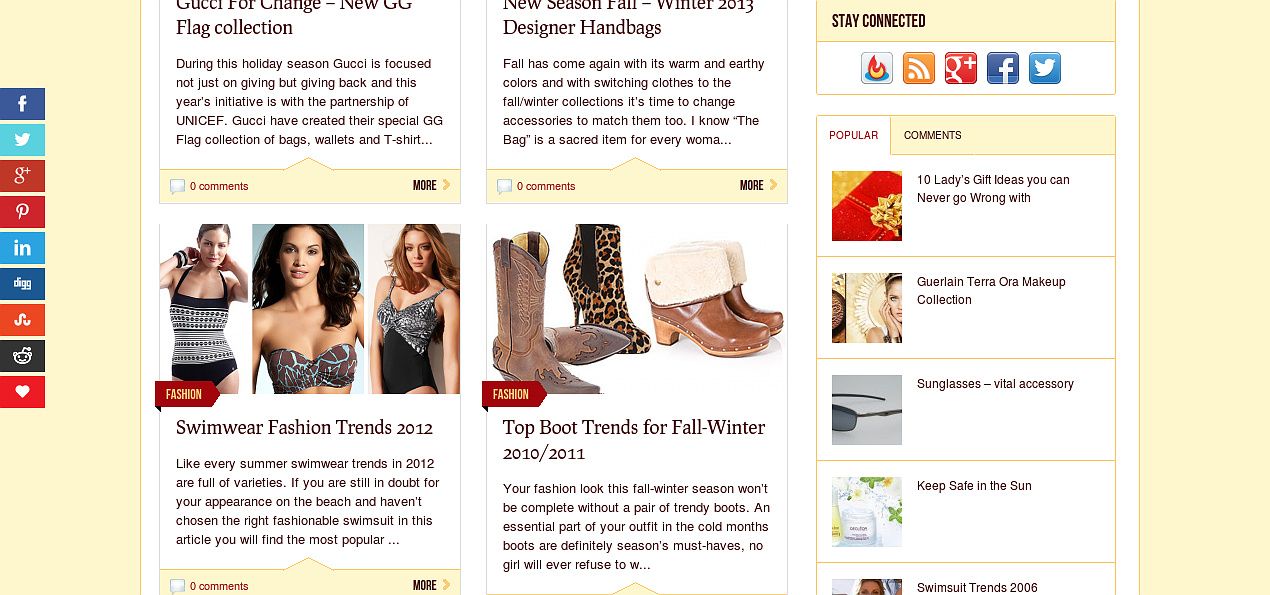 Gucci For Change – New GG
Flag collection
During this holiday season Gucci is focused
not just on giving but giving back and this
year's initiative is with the partnership of
UNICEF. Gucci have created their special GG
Flag collection of bags, wallets and T-shirt...
0 comments
MORE
New Season Fall – Winter 2013
Designer Handbags
Fall has come again with its warm and earthy
colors and with switching clothes to the
fall/winter collections it's time to change
accessories to match them too. I know “The
Bag” is a sacred item for every woma...
0 comments
MORE
FASHION
Swimwear Fashion Trends 2012
Like every summer swimwear trends in 2012
are full of varieties. If you are still in doubt for
your appearance on the beach and haven't
chosen the right fashionable swimsuit in this
article you will find the most popular ...
0 comments
MORE
FASHION
Top Boot Trends for Fall-Winter
2010/2011
Your fashion look this fall-winter season won't
be complete without a pair of trendy boots. An
essential part of your outfit in the cold months
boots are definitely season's must-haves, no
girl will ever refuse to w...
STAY CONNECTED
POPULAR
COMMENTS
10 Lady's Gift Ideas you can
Never go Wrong with
Guerlain Terra Ora Makeup
Collection
Sunglasses – vital accessory
Keep Safe in the Sun
Swimsuit Trends 2006
digg